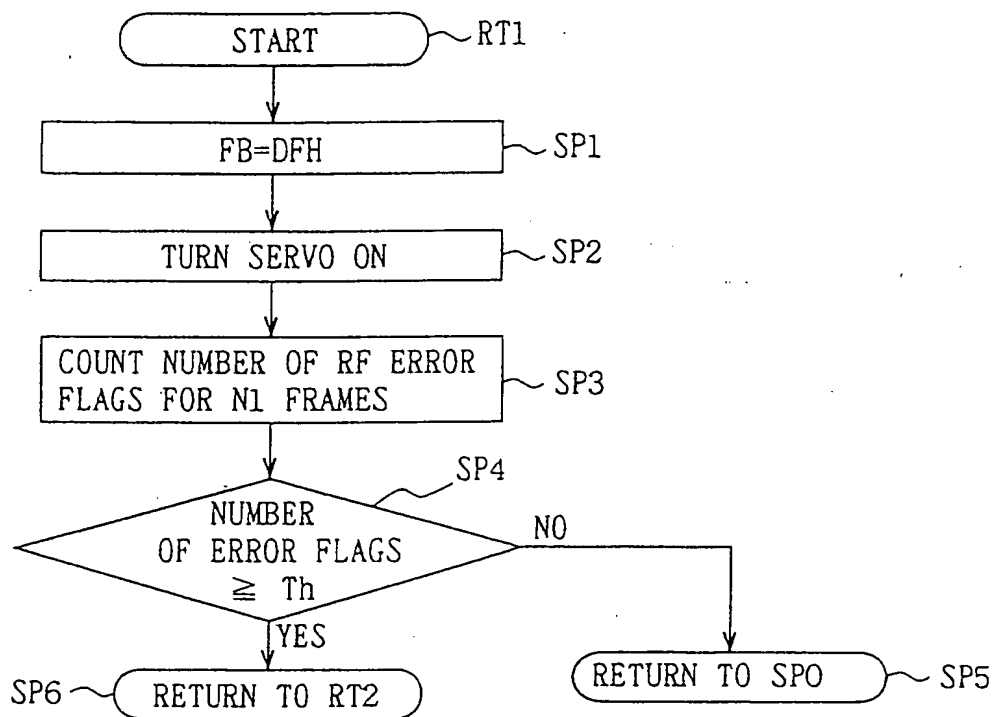 START
RT1
FB=DFH
SP1
TURN SERVO ON
SP2
COUNT NUMBER OF RF ERROR
FLAGS FOR N1 FRAMES
SP3
SP4
NUMBER
OF ERROR FLAGS
≧ Th
NO
YES
SP6
RETURN TO RT2
RETURN TO SP0
SP5